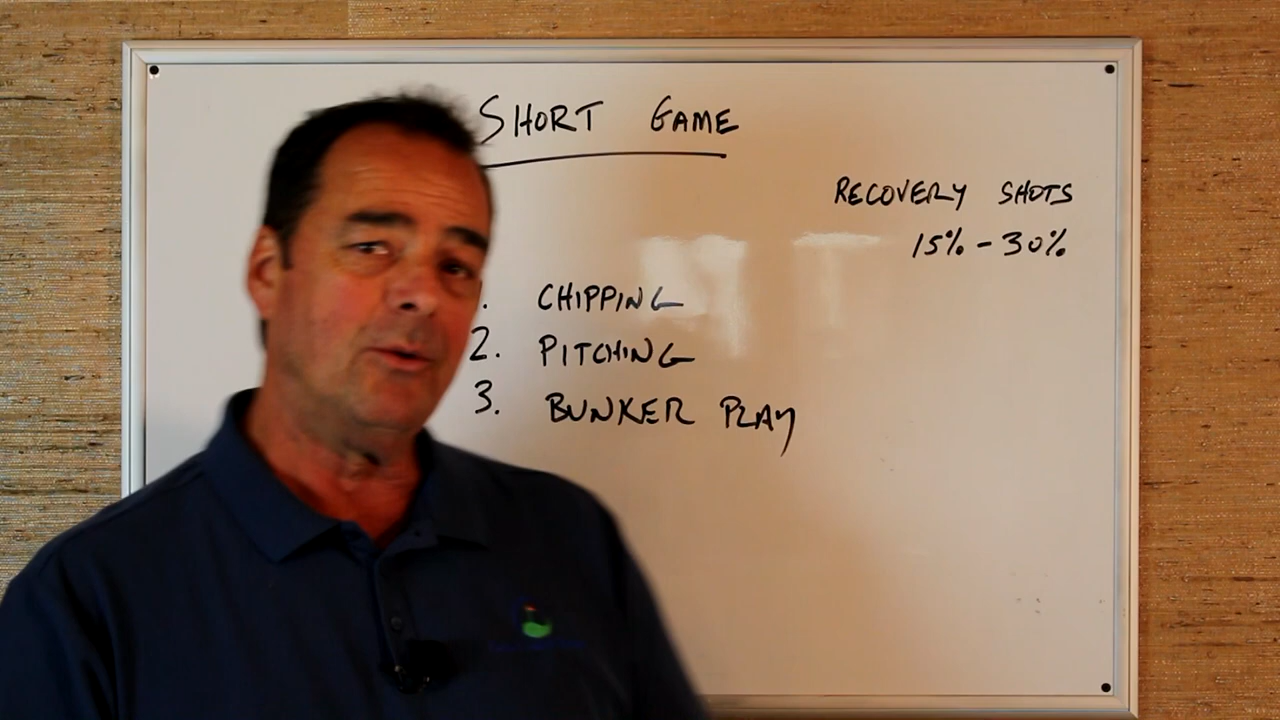 SHORT GAME
RECOVERY SHOTS
15% - 30%
. CHIPPING
2. PITCHING
3. BUNKER PLAY